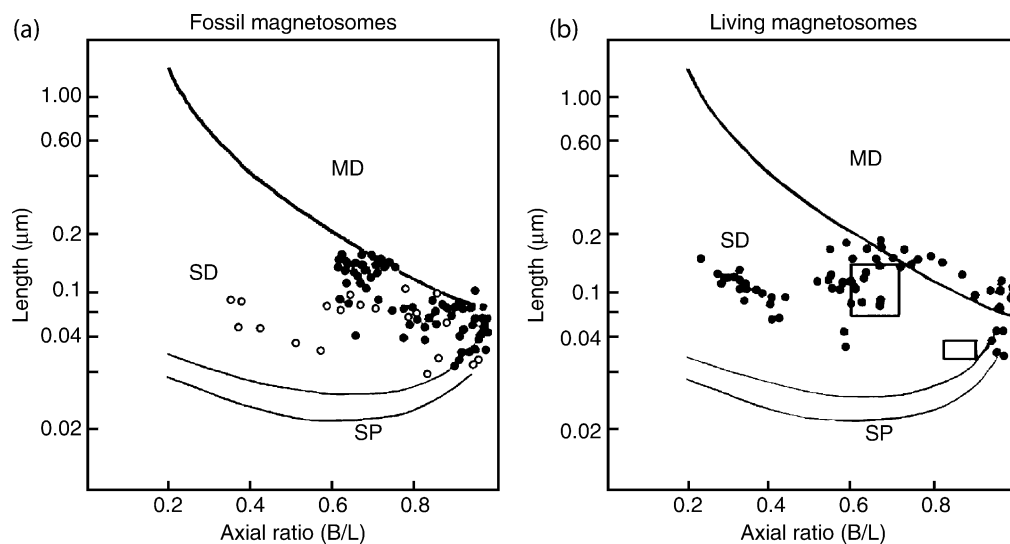 (a)
Fossil magnetosomes
1.00
0.60
0.2
0.1
0.04
0.02
Length (µm)
MD
SD
SP
0.2 0.4 0.6 0.8
Axial ratio (B/L)
(b)
Living magnetosomes
1.00
0.60
0.2
0.1
0.04
0.02
Length (µm)
MD
SD
SP
0.2 0.4 0.6 0.8
Axial ratio (B/L)